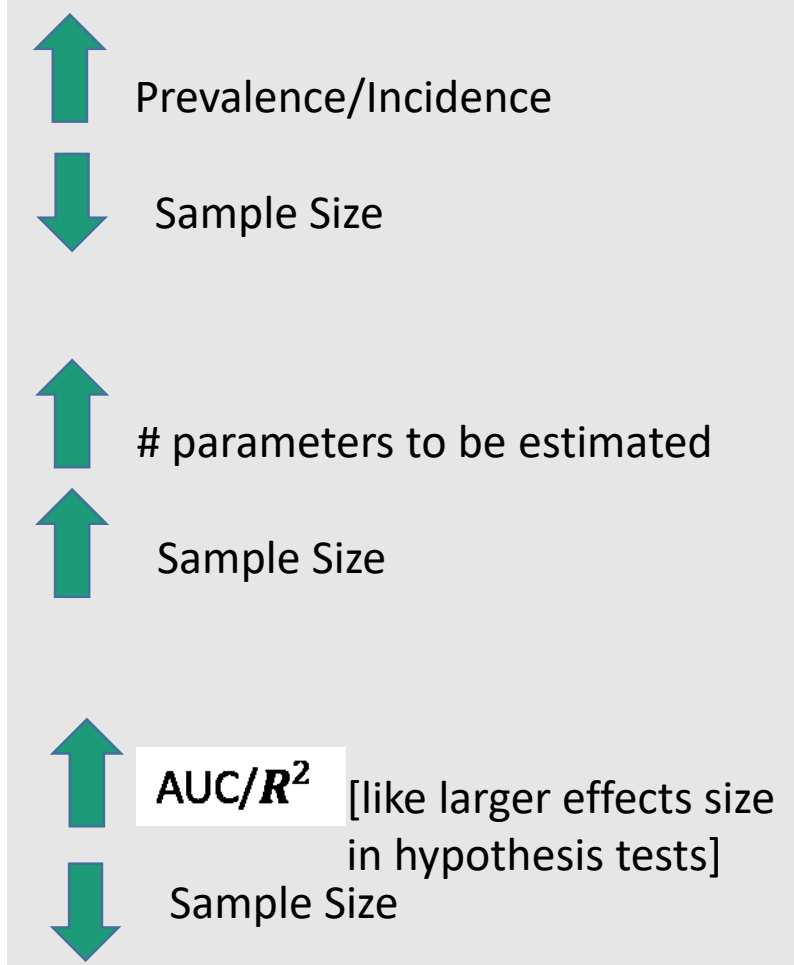 Prevalence/Incidence
Sample Size
# parameters to be estimated
Sample Size
AUC/R² [like larger effects size
in hypothesis tests]
Sample Size